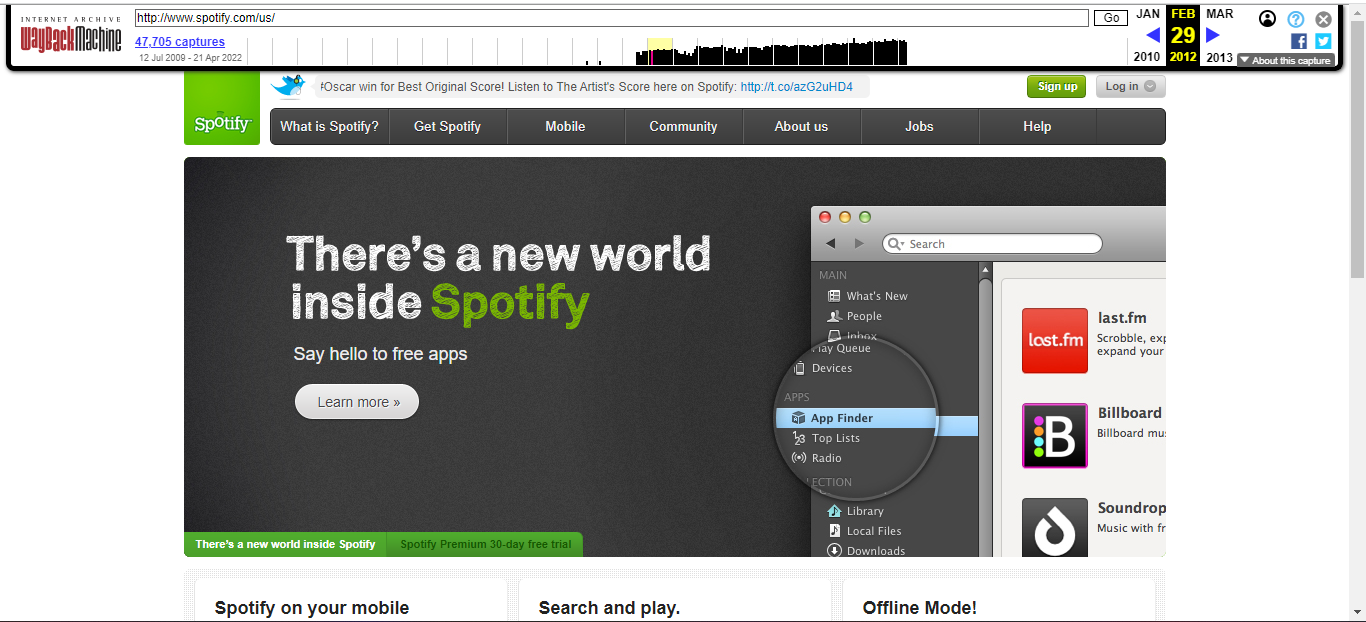 INTERNET ARCHIVE
WayBackMachine
http://www.spotify.com/us/
Go
47,705 captures
12 Jul 2009 - 21 Apr 2022
JAN FEB MAR
29
2010 2012 2013
About this capture
Spotify
#Oscar win for Best Original Score! Listen to The Artist's Score here on Spotify: http://t.co/azG2uHD4
Sign up
Log in
What is Spotify? Get Spotify Mobile Community About us Jobs Help
There's a new world
inside Spotify
Say hello to free apps
Learn more »
Search
MAIN
What's New
People
Inbox
Play Queue
Devices
APPS
App Finder
Top Lists
Radio
LECTION
Library
Local Files
Downloads
last.fm
last.fm
Scrobble, exp
expand your
B
Billboard
Billboard mus
Soundrop
Music with fr
There's a new world inside Spotify
Spotify Premium 30-day free trial
Spotify on your mobile
Search and play.
Offline Mode!